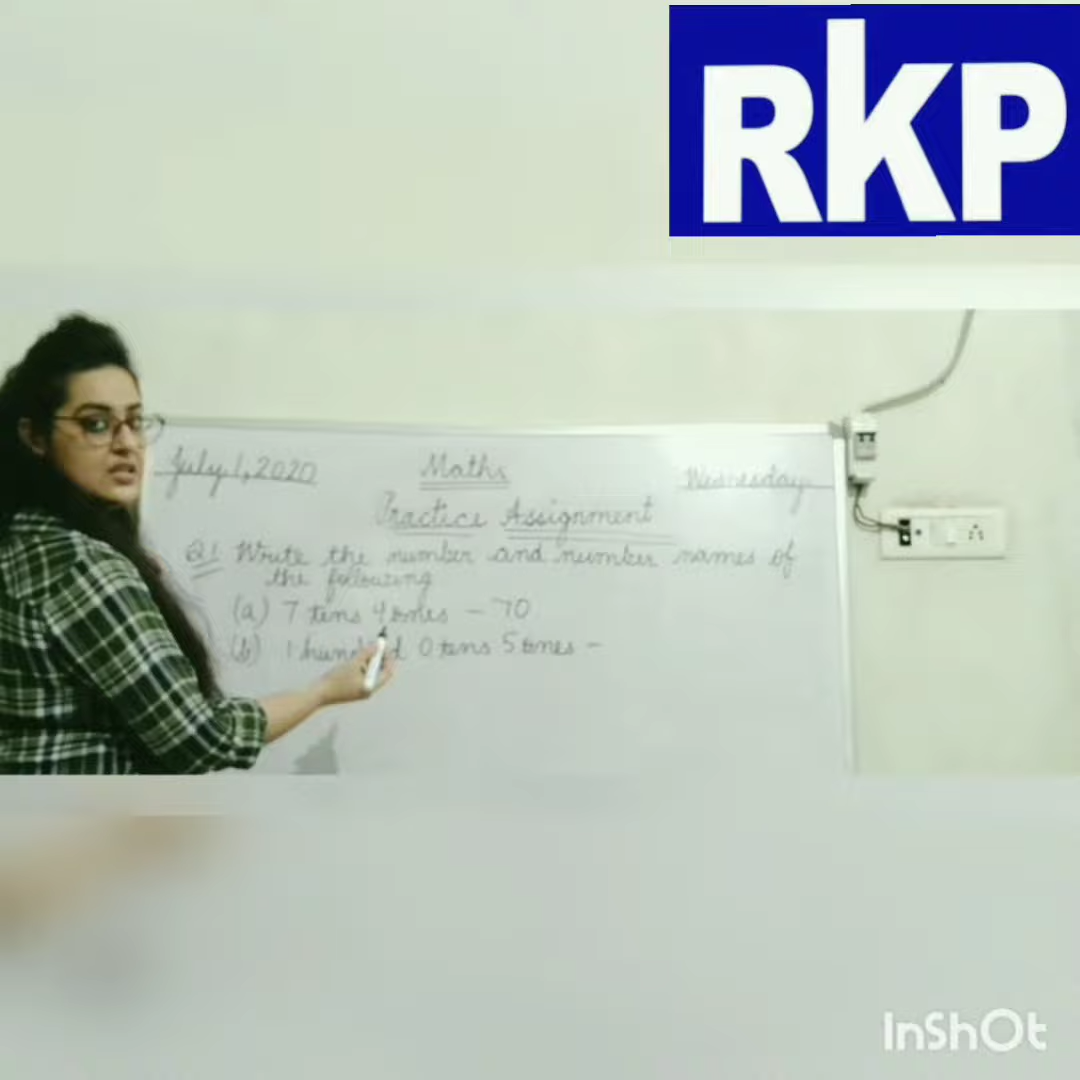 RKP
July 1, 2020 Maths Wednesday
Practice Assignment
Q1 Write the number and number names of
the following
(a) 7 tens 4 ones - 70
(b) 1 hundred 0 tens 5 ones -
InShOt